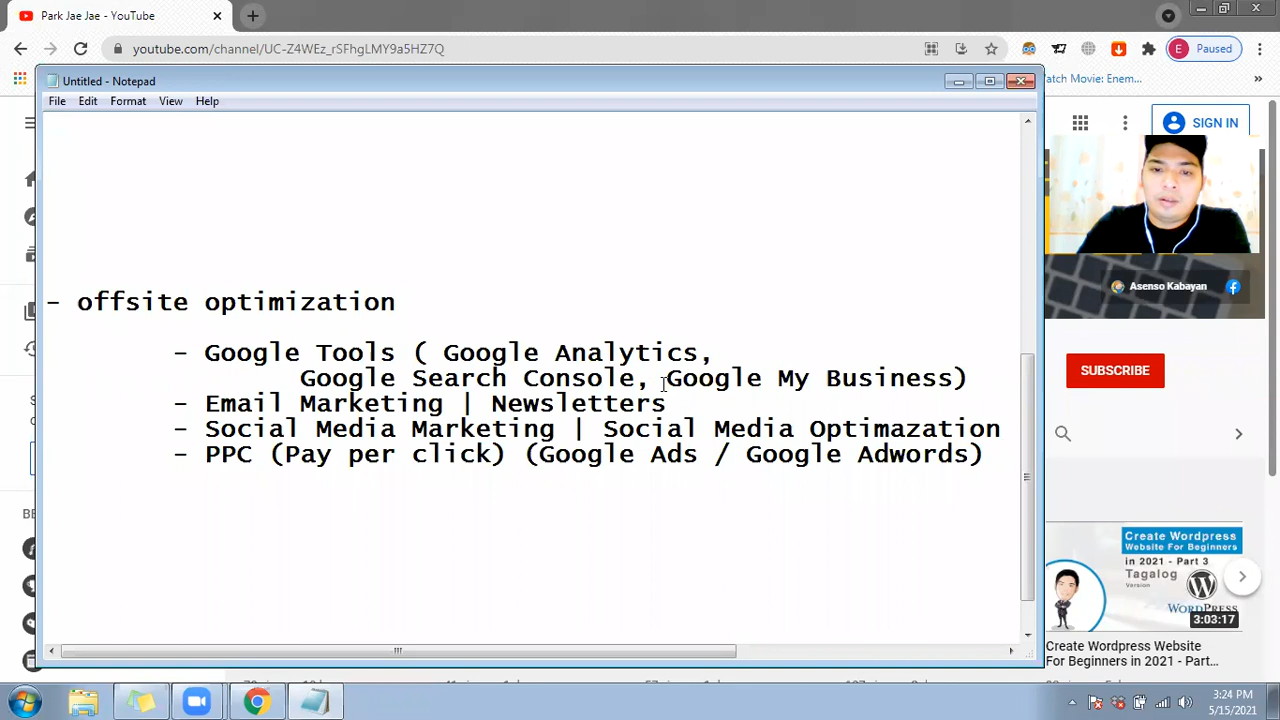 Park Jae Jae - YouTube
youtube.com/channel/UC-Z4WEz_rSFhgLMY9a5HZ7Q
E Paused
Untitled - Notepad
atch Movie: Enem...
File Edit Format View Help
SIGN IN
- offsite optimization
- Google Tools ( Google Analytics,
Google Search Console, Google My Business)
- Email Marketing | Newsletters
- Social Media Marketing | Social Media Optimazation
- PPC (Pay per click) (Google Ads / Google Adwords)
Asenso Kabayan
SUBSCRIBE
Create Wordpress
Website For Beginners
in 2021 - Part 3
Tagalog
Version
WORDPRESS
3:03:17
Create Wordpress Website
For Beginners in 2021 - Part...
3:24 PM
5/15/2021